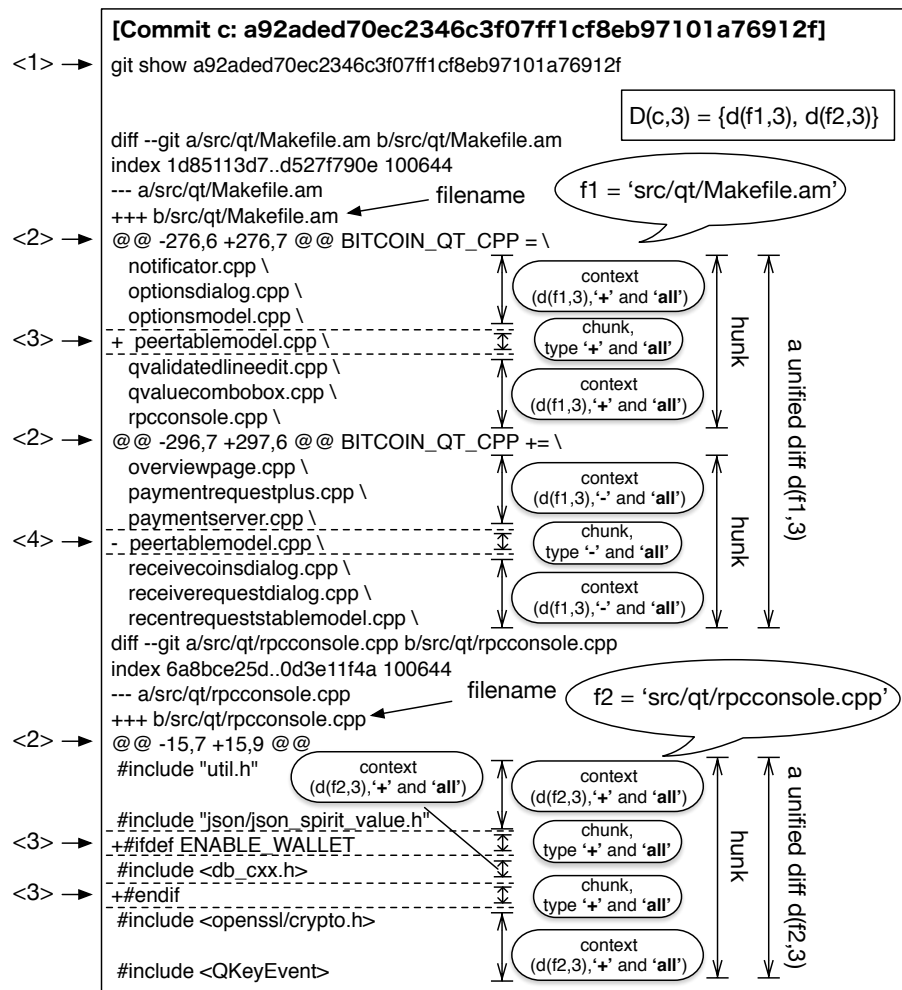 [Commit c: a92aded70ec2346c3f07ff1cf8eb97101a76912f]
<1> git show a92aded70ec2346c3f07ff1cf8eb97101a76912f
D(c,3) = {d(f1,3), d(f2,3)}
diff --git a/src/qt/Makefile.am b/src/qt/Makefile.am
index 1d85113d7..d527f790e 100644
--- a/src/qt/Makefile.am
filename
f1 = 'src/qt/Makefile.am'
+++ b/src/qt/Makefile.am
<2> @@ -276,6 +276,7 @@ BITCOIN_QT_CPP = \
notificator.cpp \
optionsdialog.cpp \
optionsmodel.cpp \
context
(d(f1,3),'+' and 'all')
<3> + peertablemodel.cpp \
chunk,
type '+' and 'all'
qvalidatedlineedit.cpp \
qvaluecombobox.cpp \
rpcconsole.cpp \
context
(d(f1,3),'+' and 'all')
hunk
<2> @@ -296,7 +297,6 @@ BITCOIN_QT_CPP += \
overviewpage.cpp \
paymentrequestplus.cpp \
paymentserver.cpp \
context
(d(f1,3),'-' and 'all')
<4> - peertablemodel.cpp \
chunk,
type '-' and 'all'
receivecoinsdialog.cpp \
receiverequestdialog.cpp \
recentrequeststablemodel.cpp \
context
(d(f1,3),'-' and 'all')
hunk
a unified diff d(f1,3)
diff --git a/src/qt/rpcconsole.cpp b/src/qt/rpcconsole.cpp
index 6a8bce25d..0d3e11f4a 100644
--- a/src/qt/rpcconsole.cpp
filename
f2 = 'src/qt/rpcconsole.cpp'
+++ b/src/qt/rpcconsole.cpp
<2> @@ -15,7 +15,9 @@
#include "util.h"
context
(d(f2,3),'+' and 'all')
context
(d(f2,3),'+' and 'all')
#include "json/json_spirit_value.h"
<3> +#ifdef ENABLE_WALLET
chunk,
type '+' and 'all'
#include <db_cxx.h>
<3> +#endif
chunk,
type '+' and 'all'
#include <openssl/crypto.h>
context
(d(f2,3),'+' and 'all')
#include <QKeyEvent>
hunk
a unified diff d(f2,3)